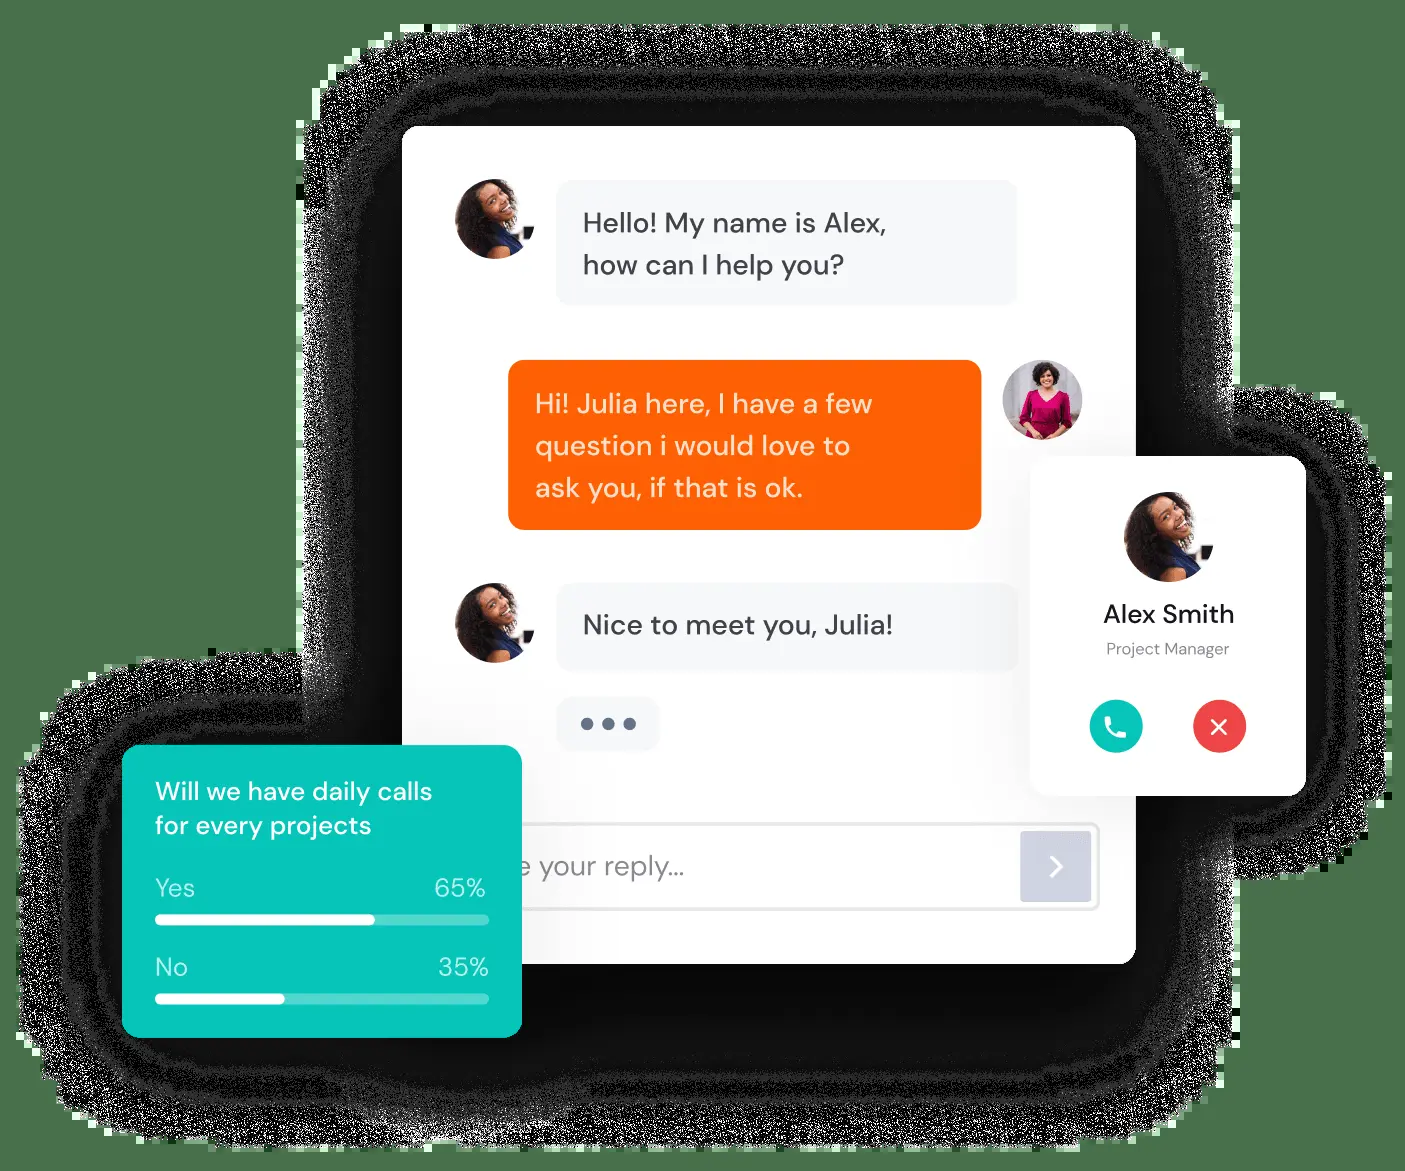 Hello! My name is Alex,
how can I help you?
Hi! Julia here, I have a few
question i would love to
ask you, if that is ok.
Nice to meet you, Julia!
Alex Smith
Project Manager
your reply...
Will we have daily calls
for every projects
Yes 65%
No 35%